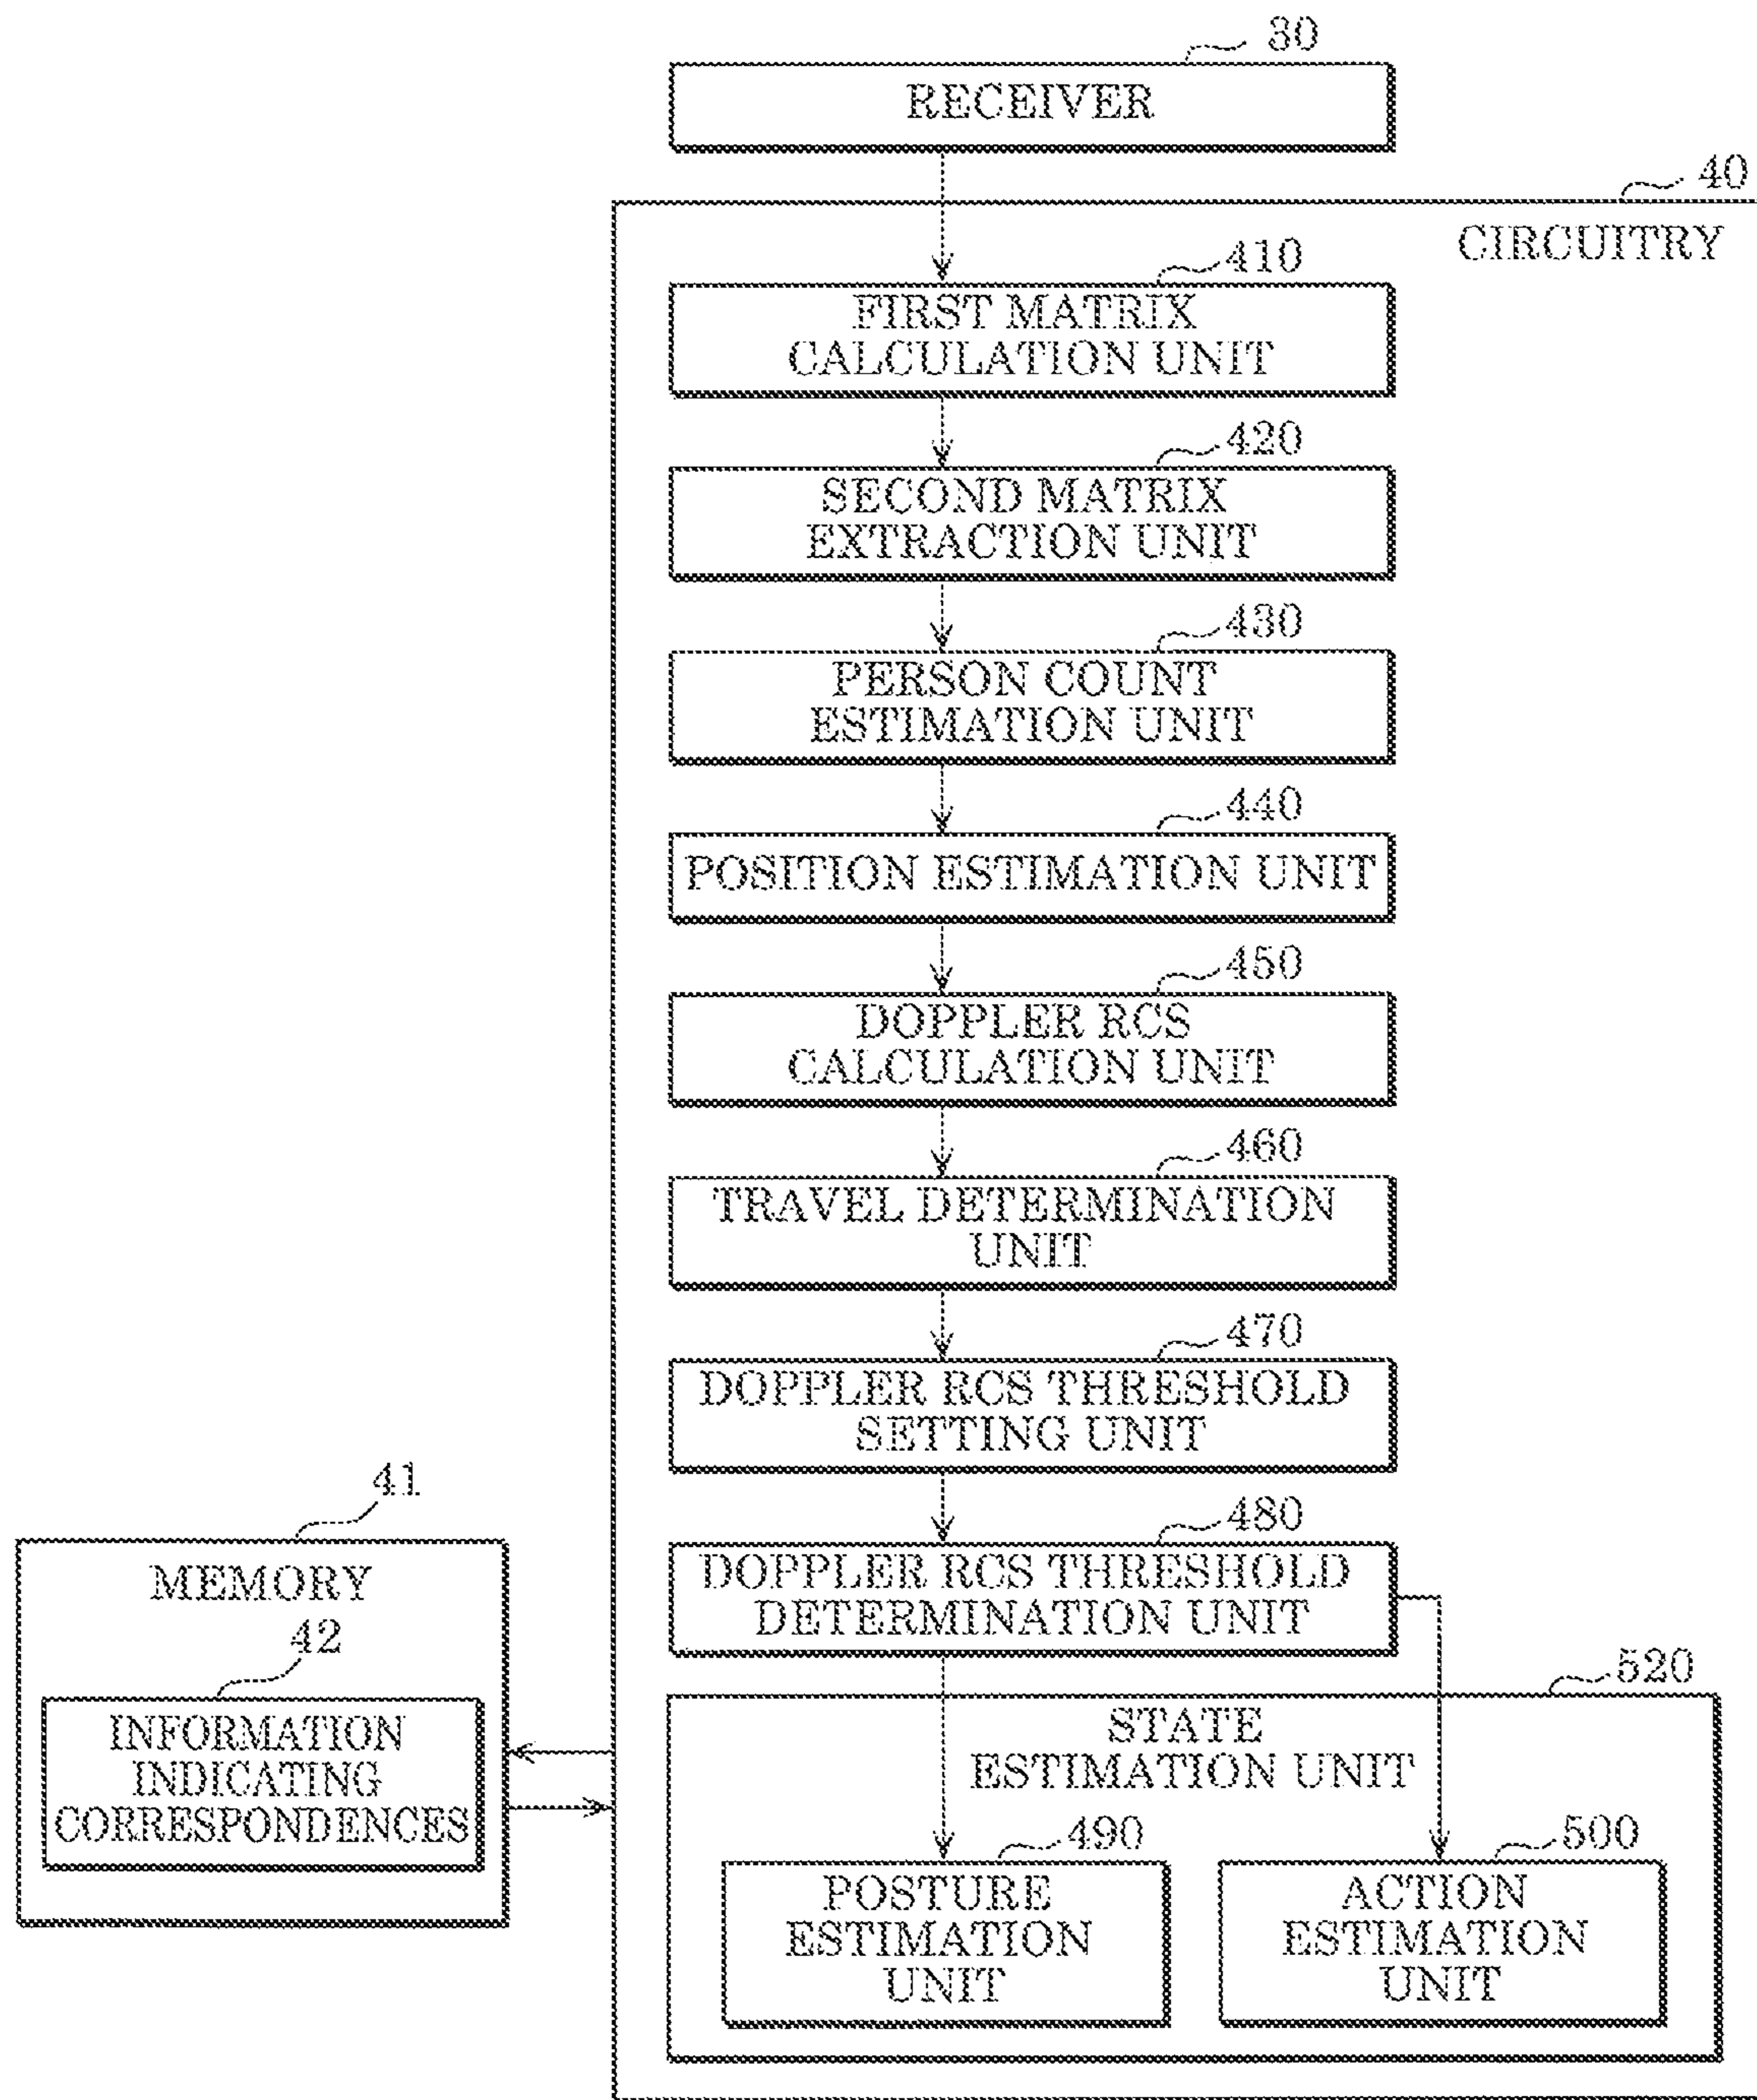 30
RECEIVER
40
CIRCUITRY
410
FIRST MATRIX
CALCULATION UNIT
420
SECOND MATRIX
EXTRACTION UNIT
430
PERSON COUNT
ESTIMATION UNIT
440
POSITION ESTIMATION UNIT
450
DOPPLER RCS
CALCULATION UNIT
460
TRAVEL DETERMINATION
UNIT
470
DOPPLER RCS THRESHOLD
SETTING UNIT
480
DOPPLER RCS THRESHOLD
DETERMINATION UNIT
41
MEMORY
42
INFORMATION
INDICATING
CORRESPONDENCES
520
STATE
ESTIMATION UNIT
490
POSTURE
ESTIMATION
UNIT
500
ACTION
ESTIMATION
UNIT